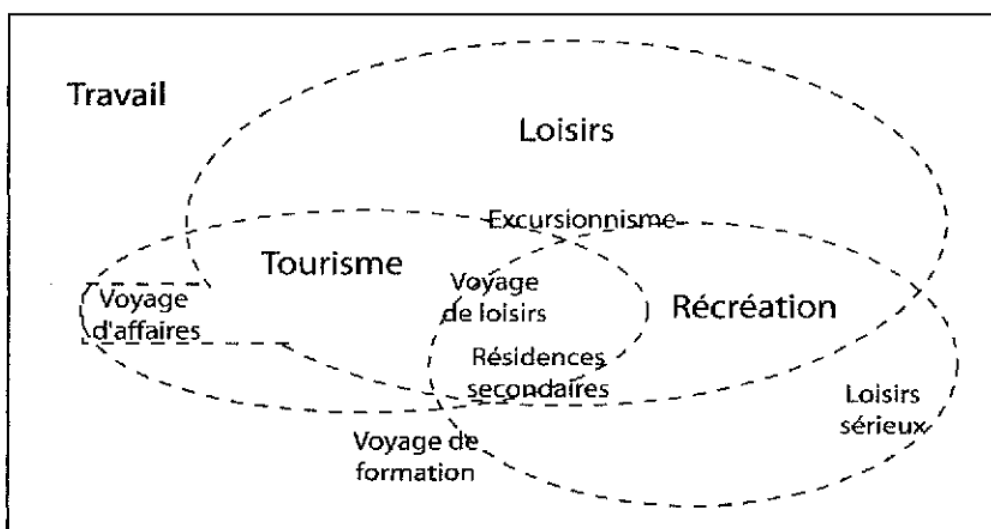 Travail
Loisirs
Excursionnisme
Tourisme
Voyage
de loisirs
Récréation
Voyage
d'affaires
Résidences
secondaires
Loisirs
sérieux
Voyage de
formation